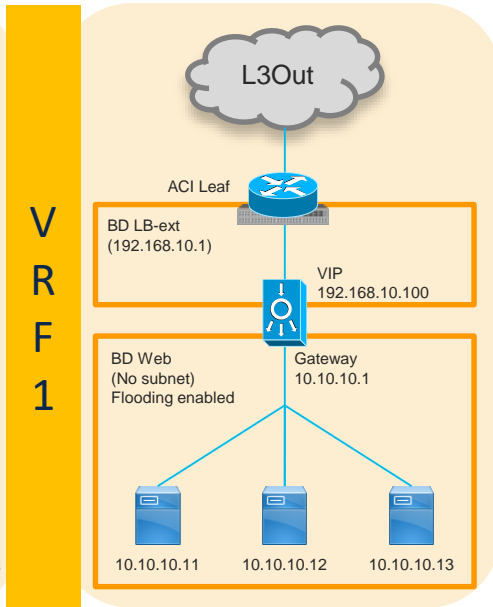 V
R
F
1
L3Out
ACI Leaf
BD LB-ext
(192.168.10.1)
VIP
192.168.10.100
BD Web
(No subnet)
Flooding enabled
Gateway
10.10.10.1
10.10.10.11
10.10.10.12
10.10.10.13